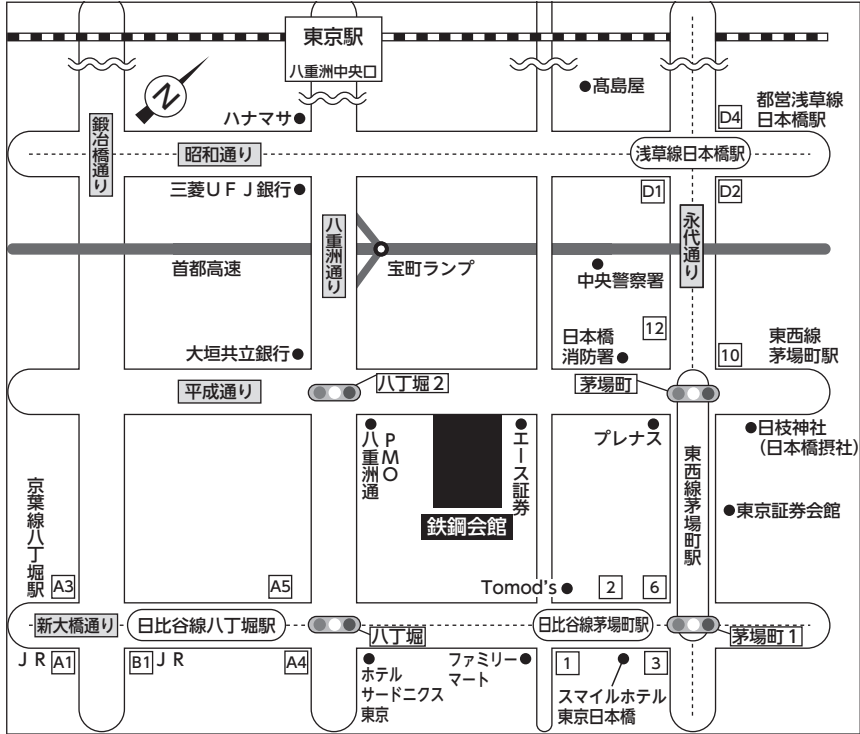 東京駅
八重洲中央口
N
髙島屋
ハナマサ
D4
都営浅草線
日本橋駅
鍛冶橋通り
昭和通り
浅草線日本橋駅
三菱UFJ銀行
D1
D2
八重洲通り
永代通り
首都高速
宝町ランプ
中央警察署
12
日本橋
消防署
10
東西線
茅場町駅
大垣共立銀行
平成通り
八丁堀2
茅場町
PMO
八重洲通
エース証券
プレナス
日枝神社
(日本橋摂社)
東西線茅場町駅
鉄鋼会館
東京証券会館
京葉線八丁堀駅
A3
A5
Tomod's
2
6
新大橋通り
日比谷線八丁堀駅
八丁堀
日比谷線茅場町駅
茅場町1
JR
A1
B1
JR
A4
ホテル
サードニクス
東京
ファミリー
マート
1
3
スマイルホテル
東京日本橋